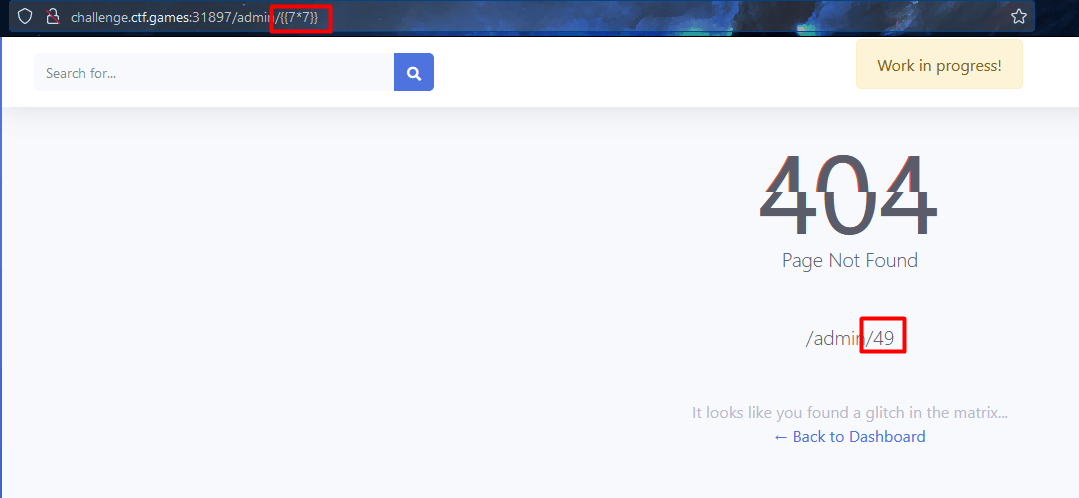 challenge.ctf.games:31897/admin/{{7*7}}
Search for...
Work in progress!
404
Page Not Found
/admin/49
It looks like you found a glitch in the matrix...
← Back to Dashboard